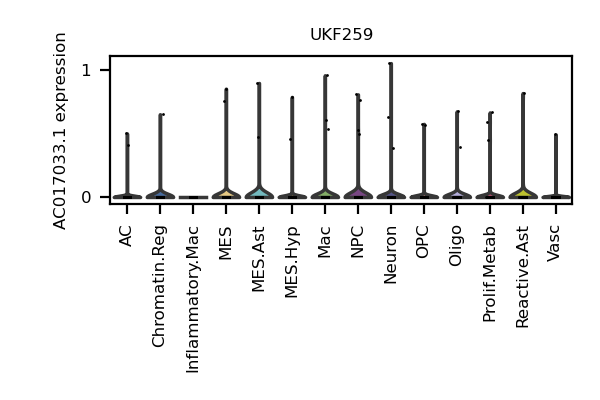 UKF259
AC017033.1 expression
1
0
AC
Chromatin.Reg
Inflammatory.Mac
MES
MES.Ast
MES.Hyp
Mac
NPC
Neuron
OPC
Oligo
Prolif.Metab
Reactive.Ast
Vasc